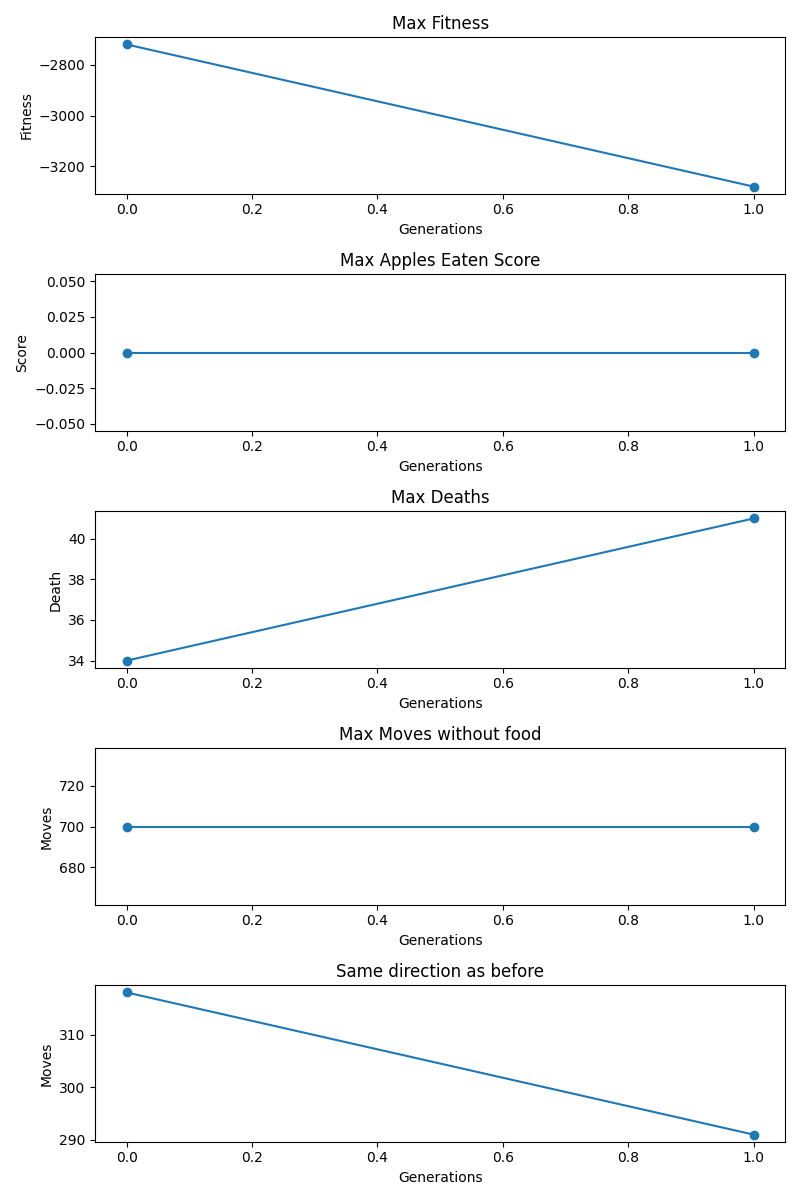 Max Fitness
−2800
−3000
−3200
Fitness
0.0 0.2 0.4 0.6 0.8 1.0
Generations
Max Apples Eaten Score
0.050
0.025
0.000
−0.025
−0.050
Score
0.0 0.2 0.4 0.6 0.8 1.0
Generations
Max Deaths
40
38
36
34
Death
0.0 0.2 0.4 0.6 0.8 1.0
Generations
Max Moves without food
720
700
680
Moves
0.0 0.2 0.4 0.6 0.8 1.0
Generations
Same direction as before
310
300
290
Moves
0.0 0.2 0.4 0.6 0.8 1.0
Generations